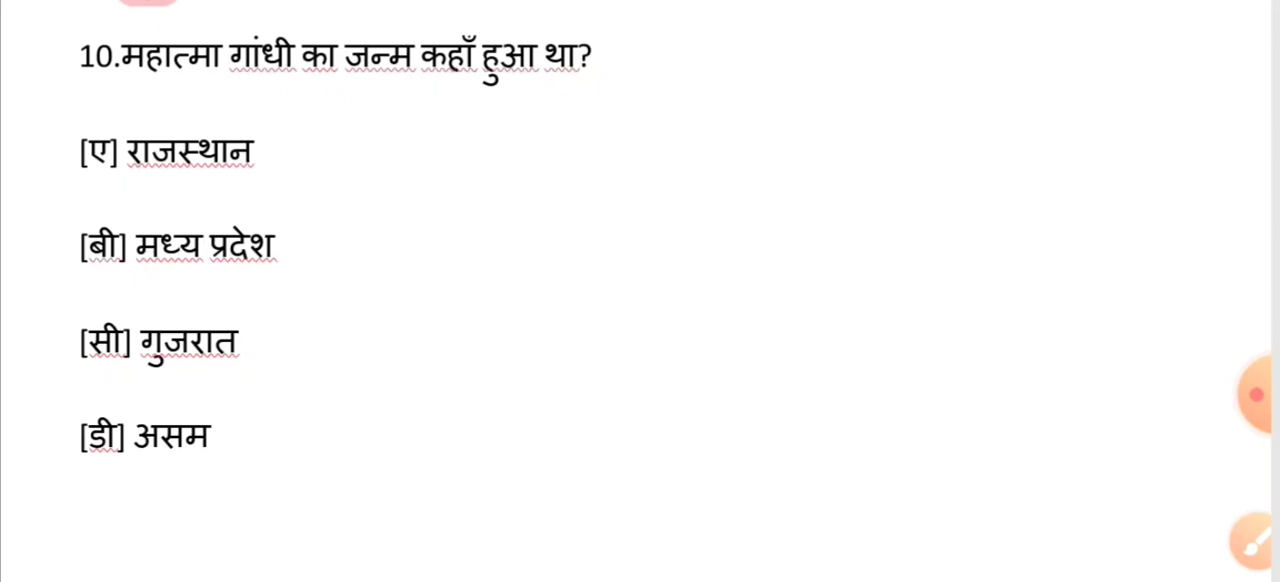 10.महात्मा गांधी का जन्म कहाँ हुआ था?
[ए] राजस्थान
[बी] मध्य प्रदेश
[सी] गुजरात
[डी] असम